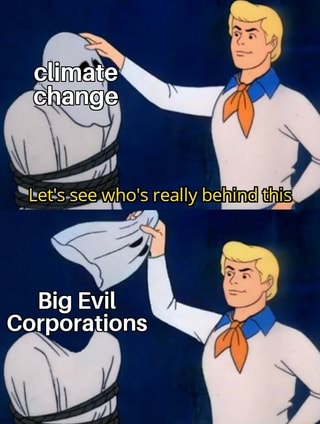 climate
change
Let's see who's really behind this
Big Evil
Corporations